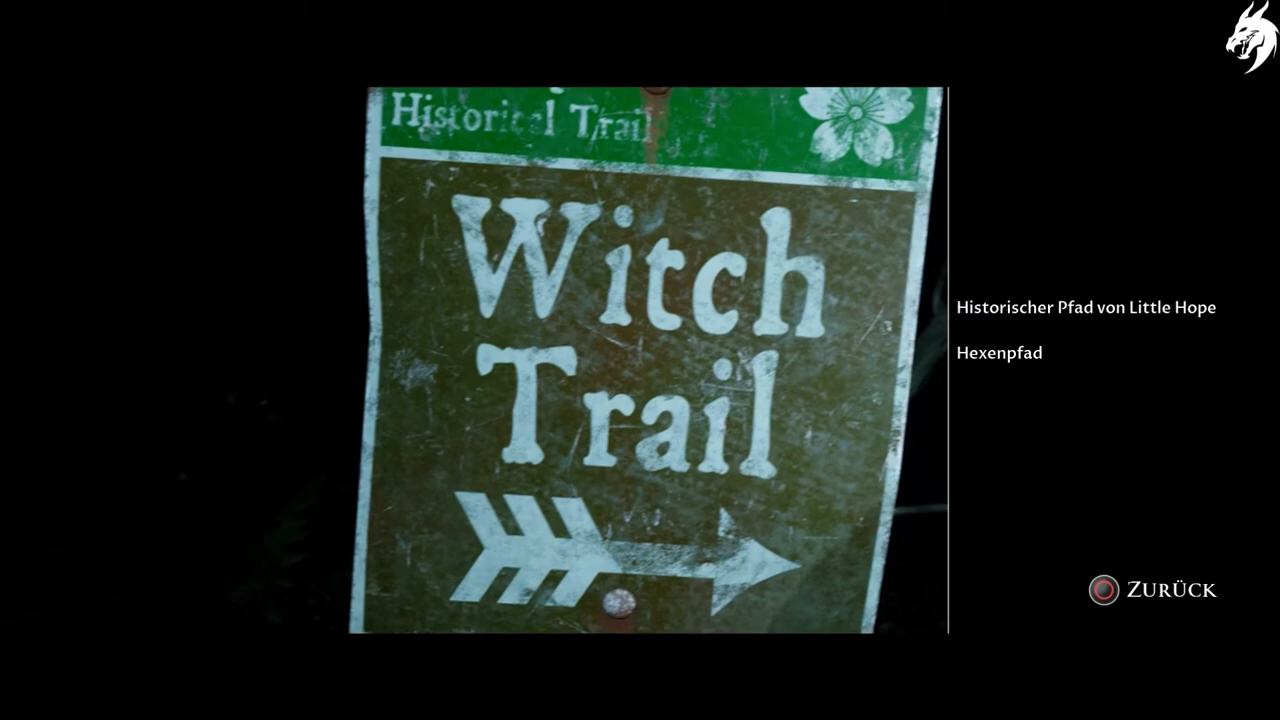 Historical Trail
Witch
Trail
Historischer Pfad von Little Hope
Hexenpfad
ZURÜCK